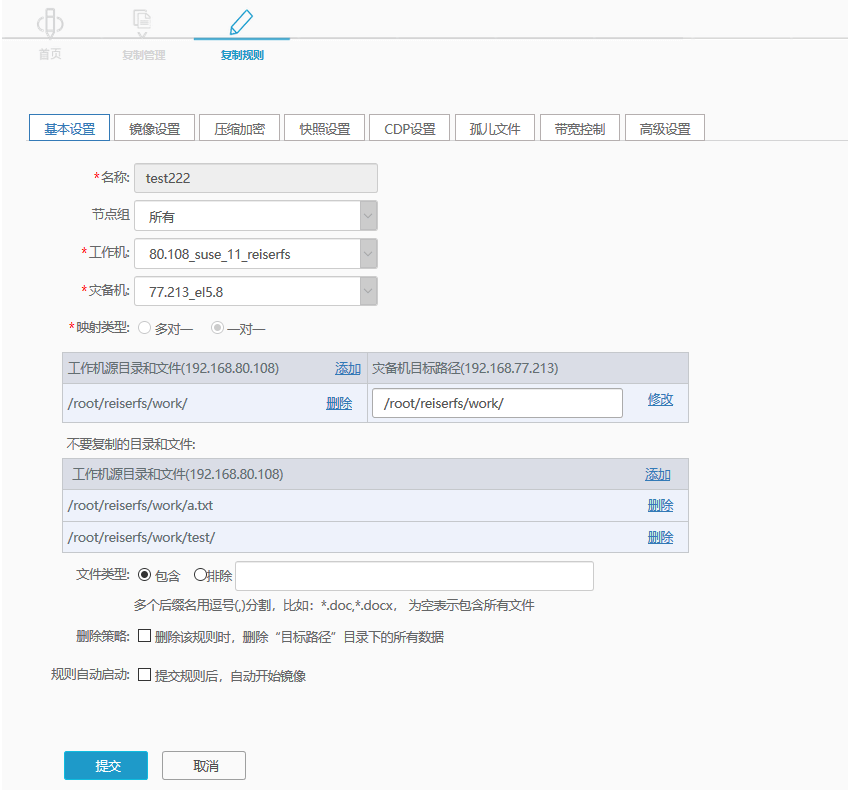 首页 复制管理 复制规则
基本设置 镜像设置 压缩加密 快照设置 CDP设置 孤儿文件 带宽控制 高级设置
*名称: test222
节点组 所有
*工作机: 80.108_suse_11_reiserfs
*灾备机: 77.213_el5.8
*映射类型: 多对一 一对一
工作机源目录和文件(192.168.80.108) 添加 灾备机目标路径(192.168.77.213)
/root/reiserfs/work/ 删除 /root/reiserfs/work/ 修改
不要复制的目录和文件:
工作机源目录和文件(192.168.80.108) 添加
/root/reiserfs/work/a.txt 删除
/root/reiserfs/work/test/ 删除
文件类型: 包含 排除
多个后缀名用逗号(,)分割，比如：*.doc,*.docx， 为空表示包含所有文件
删除策略: 删除该规则时，删除“目标路径”目录下的所有数据
规则自动启动: 提交规则后，自动开始镜像
提交 取消